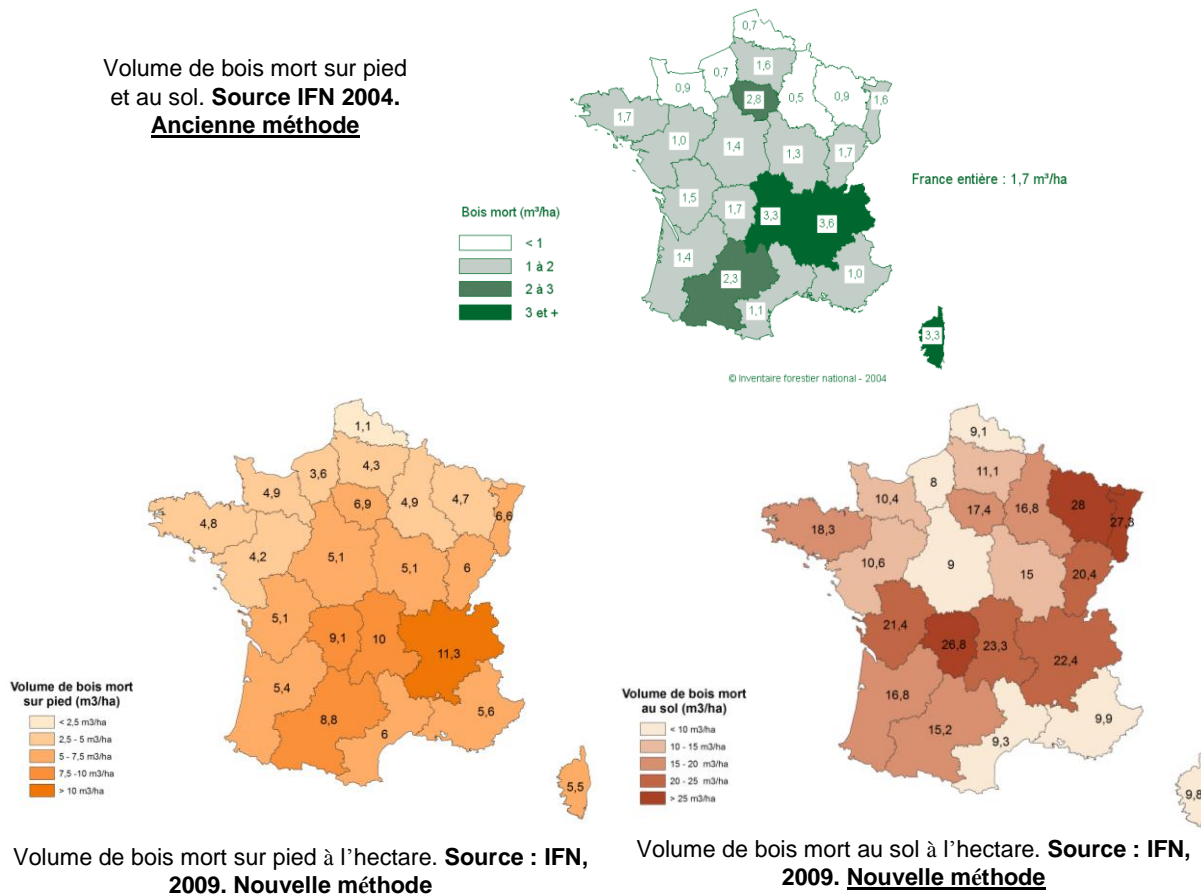 Volume de bois mort sur pied
et au sol. Source IFN 2004.
Ancienne méthode
0,7
1,6
0,7
0,9
2,8
0,5
0,9
1,6
1,7
1,0
1,4
1,3
1,7
France entière : 1,7 m³/ha
1,5
1,7
3,3
3,6
1,4
2,3
1,0
1,1
3,3
Bois mort (m³/ha)
< 1
1 à 2
2 à 3
3 et +
© Inventaire forestier national - 2004
1,1
4,3
3,6
4,9
4,9
4,7
6,9
6,6
4,8
4,2
5,1
5,1
6
5,1
9,1
10
11,3
5,4
8,8
6
5,6
5,5
Volume de bois mort
sur pied (m3/ha)
< 2,5 m3/ha
2,5 - 5 m3/ha
5 - 7,5 m3/ha
7,5 -10 m3/ha
> 10 m3/ha
Volume de bois mort sur pied à l’hectare. Source : IFN,
2009. Nouvelle méthode
9,1
11,1
8
10,4
17,4
16,8
28
27,3
18,3
10,6
9
15
20,4
21,4
26,8
23,3
22,4
16,8
15,2
9,3
9,9
9,8
Volume de bois mort
au sol (m3/ha)
< 10 m3/ha
10 - 15 m3/ha
15 - 20 m3/ha
20 - 25 m3/ha
> 25 m3/ha
Volume de bois mort au sol à l’hectare. Source : IFN,
2009. Nouvelle méthode